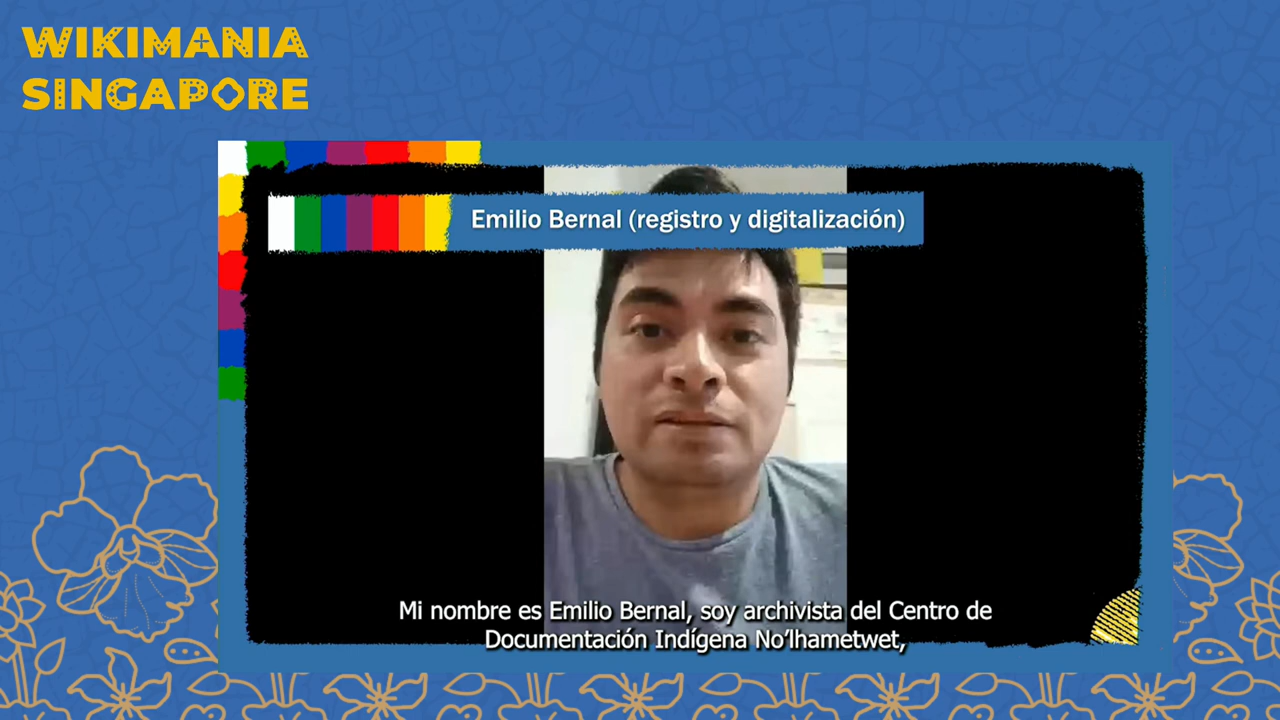 WIKIMANIA
SINGAPORE
Emilio Bernal (registro y digitalización)
Mi nombre es Emilio Bernal, soy archivista del Centro de
Documentación Indígena No’lhametwet,